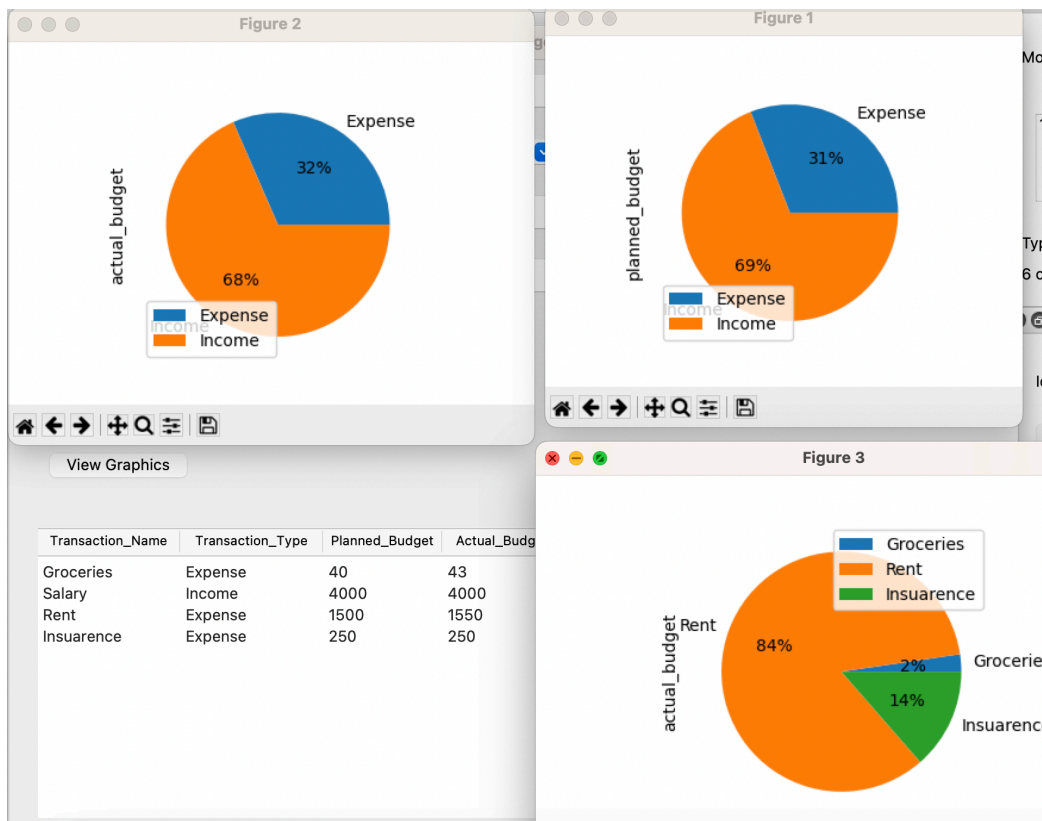 Figure 2
Expense
32%
actual_budget
68%
Income
Expense
Income
Figure 1
Expense
31%
planned_budget
69%
Income
Expense
Income
Mo
Typ
6 c
View Graphics
Transaction_Name Transaction_Type Planned_Budget Actual_Budg
Groceries Expense 40 43
Salary Income 4000 4000
Rent Expense 1500 1550
Insuarence Expense 250 250
Figure 3
Groceries
Rent
Insuarence
Rent
84%
actual_budget
2%
Grocerie
14%
Insuarenc